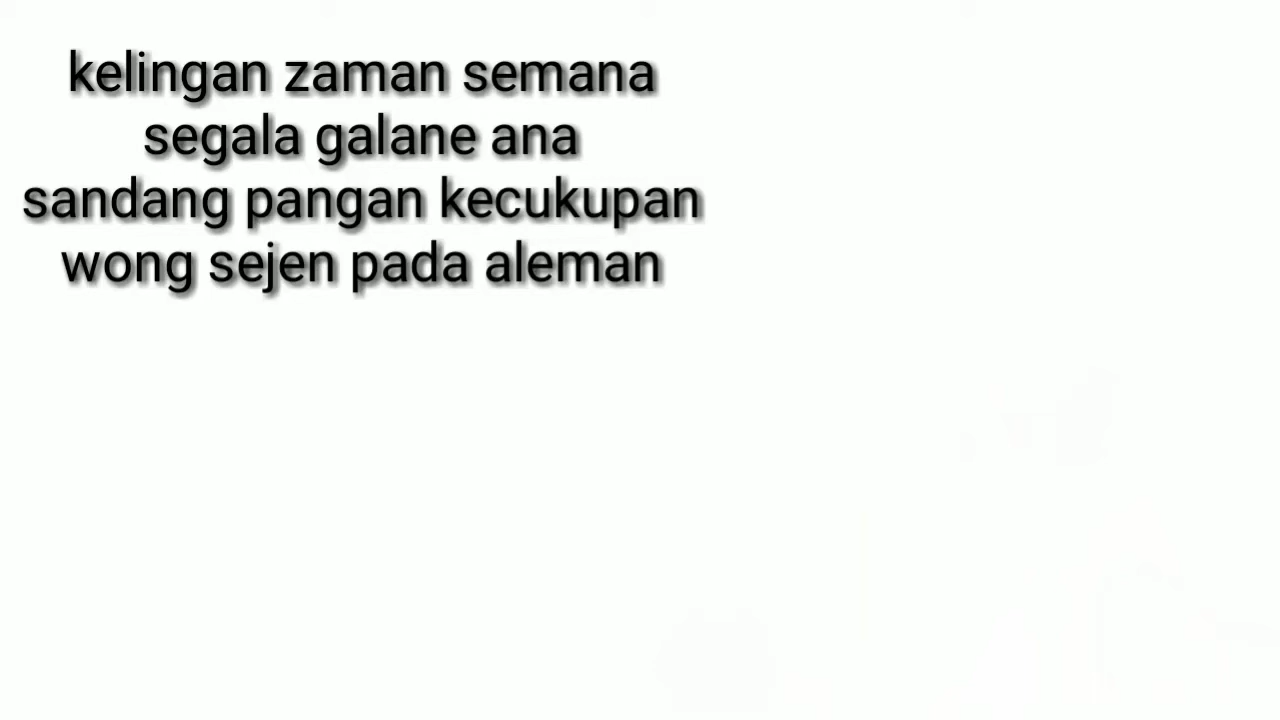 kelingan zaman semana
segala galane ana
sandang pangan kecukupan
wong sejen pada aleman